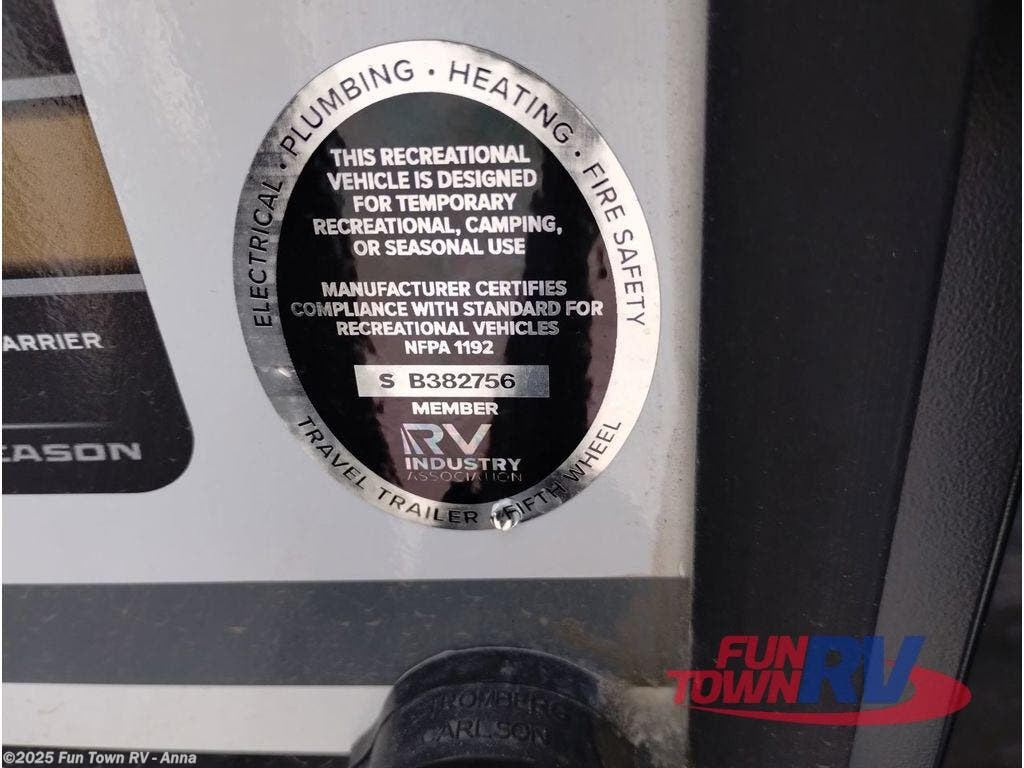 ELECTRICAL · PLUMBING · HEATING · FIRE SAFETY
THIS RECREATIONAL
VEHICLE IS DESIGNED
FOR TEMPORARY
RECREATIONAL, CAMPING,
OR SEASONAL USE
MANUFACTURER CERTIFIES
COMPLIANCE WITH STANDARD FOR
RECREATIONAL VEHICLES
NFPA 1192
S B382756
MEMBER
RV
INDUSTRY
ASSOCIATION
TRAVEL TRAILER · FIFTH WHEEL
ARRIER
EASON
TROMBERG
CARLSON
FUN
TOWN RV
©2025 Fun Town RV - Anna